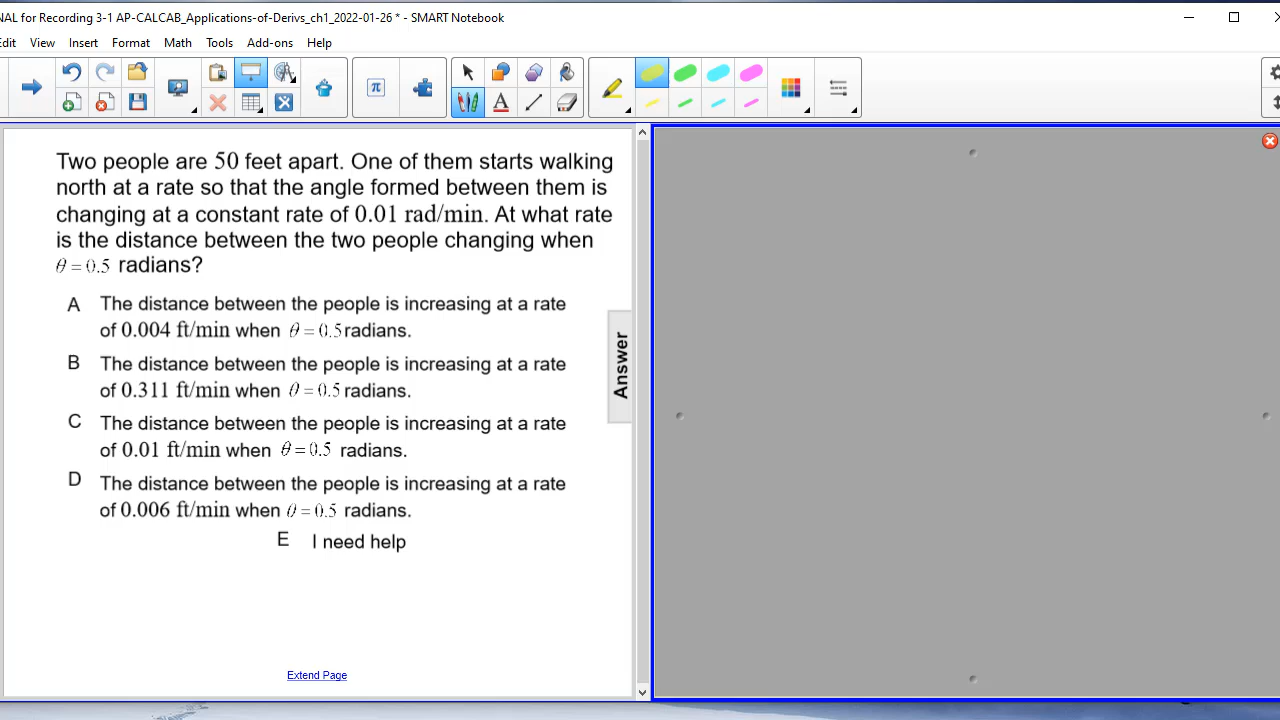 NAL for Recording 3-1 AP-CALCAB_Applications-of-Derivs_ch1_2022-01-26 * - SMART Notebook
Edit View Insert Format Math Tools Add-ons Help
Two people are 50 feet apart. One of them starts walking
north at a rate so that the angle formed between them is
changing at a constant rate of 0.01 rad/min. At what rate
is the distance between the two people changing when
θ = 0.5 radians?
A The distance between the people is increasing at a rate
of 0.004 ft/min when θ = 0.5 radians.
B The distance between the people is increasing at a rate
of 0.311 ft/min when θ = 0.5 radians.
C The distance between the people is increasing at a rate
of 0.01 ft/min when θ = 0.5 radians.
D The distance between the people is increasing at a rate
of 0.006 ft/min when θ = 0.5 radians.
E I need help
Answer
Extend Page